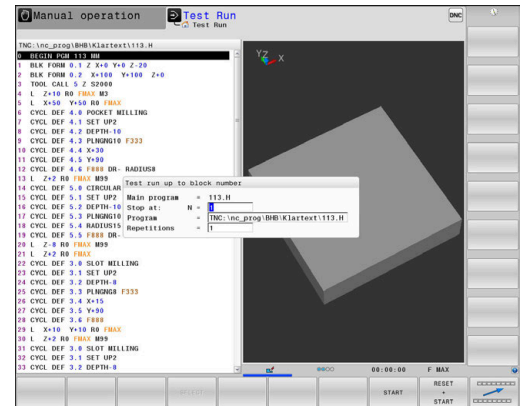 Manual operation
Test Run
Test Run
DNC
TNC:\nc_prog\BHB\Klartext\113.H
0 BEGIN PGM 113 MM
1 BLK FORM 0.1 Z X+0 Y+0 Z-20
2 BLK FORM 0.2 X+100 Y+100 Z+0
3 TOOL CALL 5 Z S2000
4 L Z+10 R0 FMAX M3
5 L X+50 Y+50 R0 FMAX
6 CYCL DEF 4.0 POCKET MILLING
7 CYCL DEF 4.1 SET UP2
8 CYCL DEF 4.2 DEPTH-10
9 CYCL DEF 4.3 PLNGNG10 F333
10 CYCL DEF 4.4 X+30
11 CYCL DEF 4.5 Y+90
12 CYCL DEF 4.6 F888 DR- RADIUS8
13 L Z+2 R0 FMAX M99
14 CYCL DEF 5.0 CIRCULAR
15 CYCL DEF 5.1 SET UP2
16 CYCL DEF 5.2 DEPTH-10
17 CYCL DEF 5.3 PLNGNG10
18 CYCL DEF 5.4 RADIUS15
19 CYCL DEF 5.5 F888 DR-
20 L Z-8 R0 FMAX M99
21 L Z+2 R0 FMAX
22 CYCL DEF 3.0 SLOT MILLING
23 CYCL DEF 3.1 SET UP2
24 CYCL DEF 3.2 DEPTH-8
25 CYCL DEF 3.3 PLNGNG8 F333
26 CYCL DEF 3.4 X+15
27 CYCL DEF 3.5 Y+90
28 CYCL DEF 3.6 F888
29 L X+10 Y+10 R0 FMAX
30 L Z+2 R0 FMAX M99
31 CYCL DEF 3.0 SLOT MILLING
32 CYCL DEF 3.1 SET UP2
33 CYCL DEF 3.2 DEPTH-8
YZ X
Test run up to block number
Main program = 113.H
Stop at: N = 1
Program = TNC:\nc_prog\BHB\Klartext\113.H
Repetitions = 1
00:00:00 F MAX
START
RESET
+
START